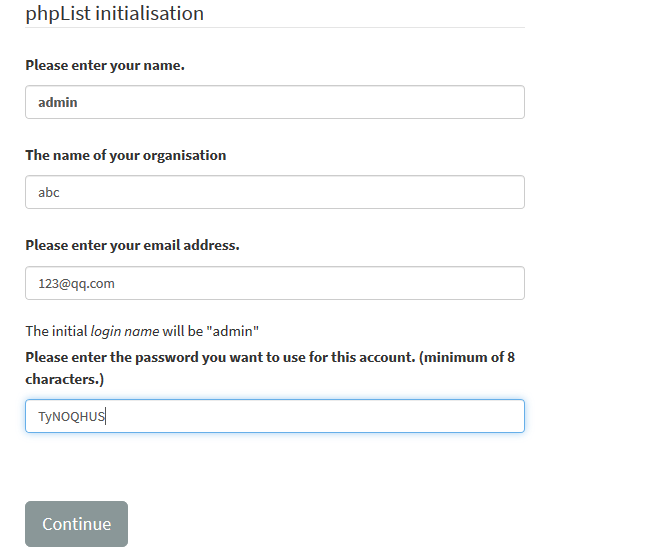 phpList initialisation
Please enter your name.
admin
The name of your organisation
abc
Please enter your email address.
123@qq.com
The initial login name will be "admin"
Please enter the password you want to use for this account. (minimum of 8
characters.)
TyNOQHUS
Continue